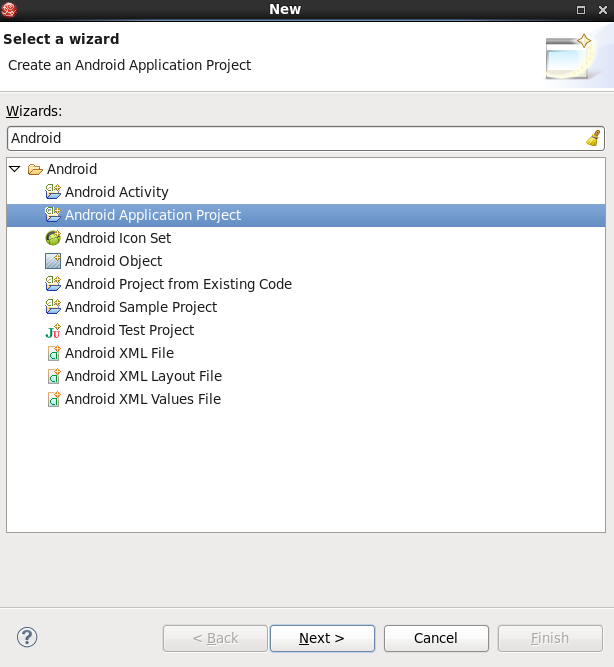 New
Select a wizard
Create an Android Application Project
Wizards:
Android
Android
Android Activity
Android Application Project
Android Icon Set
Android Object
Android Project from Existing Code
Android Sample Project
Android Test Project
Android XML File
Android XML Layout File
Android XML Values File
< Back Next > Cancel Finish